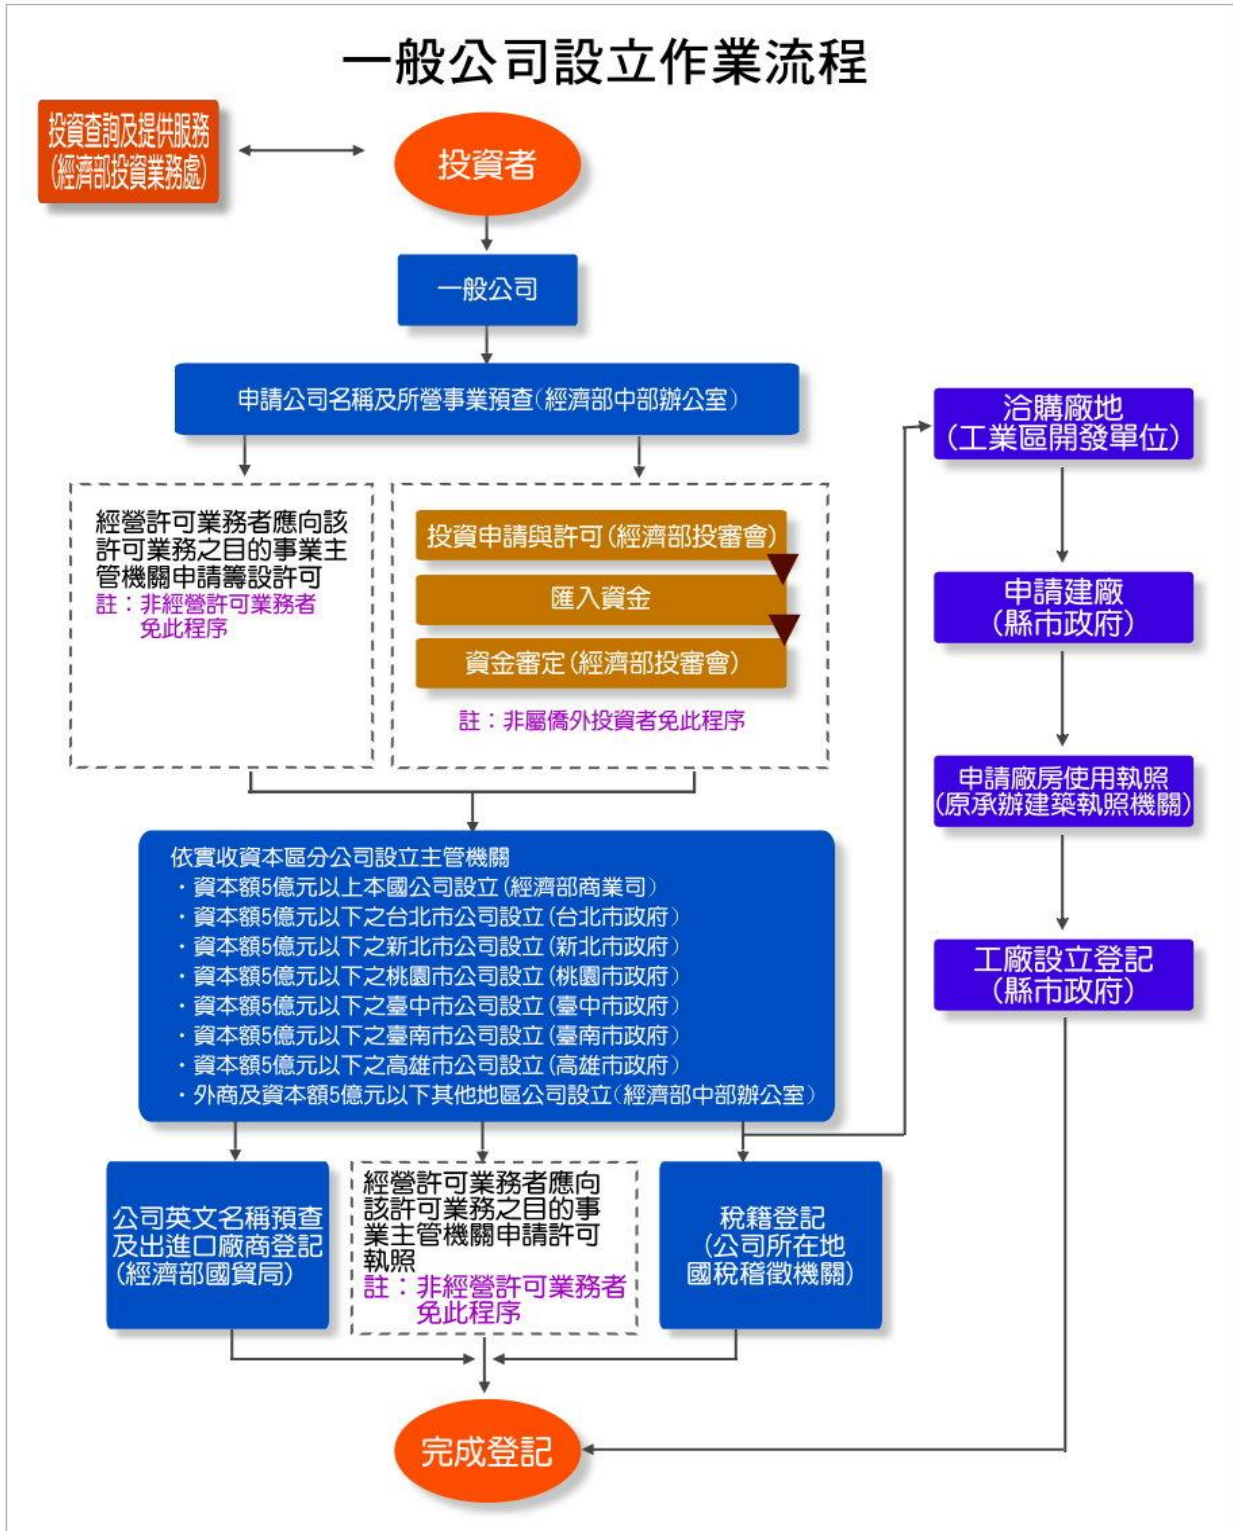 一般公司設立作業流程
投資查詢及提供服務
(經濟部投資業務處)
投資者
一般公司
申請公司名稱及所營事業預查(經濟部中部辦公室)
經營許可業務者應向該
許可業務之目的事業主
管機關申請籌設許可
註：非經營許可業務者
免此程序
投資申請與許可(經濟部投審會)
匯入資金
資金審定(經濟部投審會)
註：非屬僑外投資者免此程序
依實收資本區分公司設立主管機關
・資本額5億元以上本國公司設立(經濟部商業司)
・資本額5億元以下之台北市公司設立(台北市政府)
・資本額5億元以下之新北市公司設立(新北市政府)
・資本額5億元以下之桃園市公司設立(桃園市政府)
・資本額5億元以下之臺中市公司設立(臺中市政府)
・資本額5億元以下之臺南市公司設立(臺南市政府)
・資本額5億元以下之高雄市公司設立(高雄市政府)
・外商及資本額5億元以下其他地區公司設立(經濟部中部辦公室)
公司英文名稱預查
及出進口廠商登記
(經濟部國貿局)
經營許可業務者應向
該許可業務之目的事
業主管機關申請許可
執照
註：非經營許可業務者
免此程序
稅籍登記
(公司所在地
國稅稽徵機關)
洽購廠地
(工業區開發單位)
申請建廠
(縣市政府)
申請廠房使用執照
(原承辦建築執照機關)
工廠設立登記
(縣市政府)
完成登記